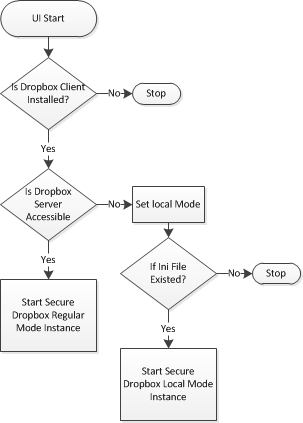 UI Start
Is Dropbox Client
Installed?
No
Stop
Yes
Is Dropbox
Server
Accessible
No
Set local Mode
Yes
If Ini File
Existed?
No
Stop
Start Secure
Dropbox Regular
Mode Instance
Yes
Start Secure
Dropbox Local Mode
Instance